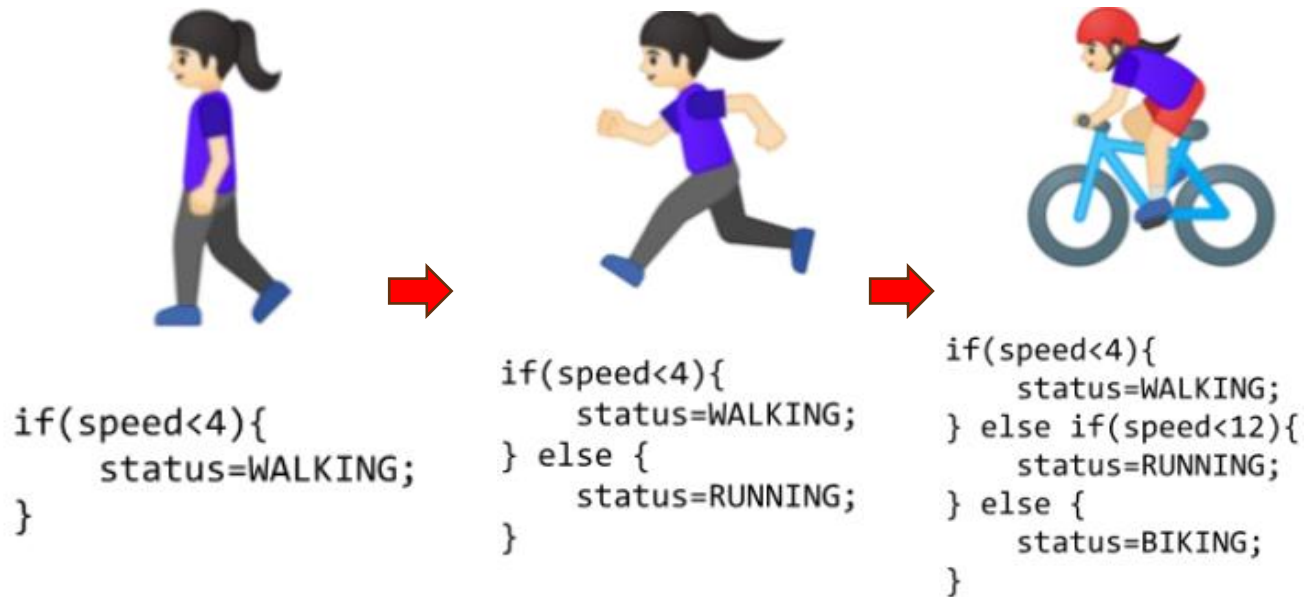 if(speed<4){
     status=WALKING;
}
if(speed<4){
    status=WALKING;
} else {
    status=RUNNING;
}
if(speed<4){
    status=WALKING;
} else if(speed<12){
    status=RUNNING;
} else {
    status=BIKING;
}